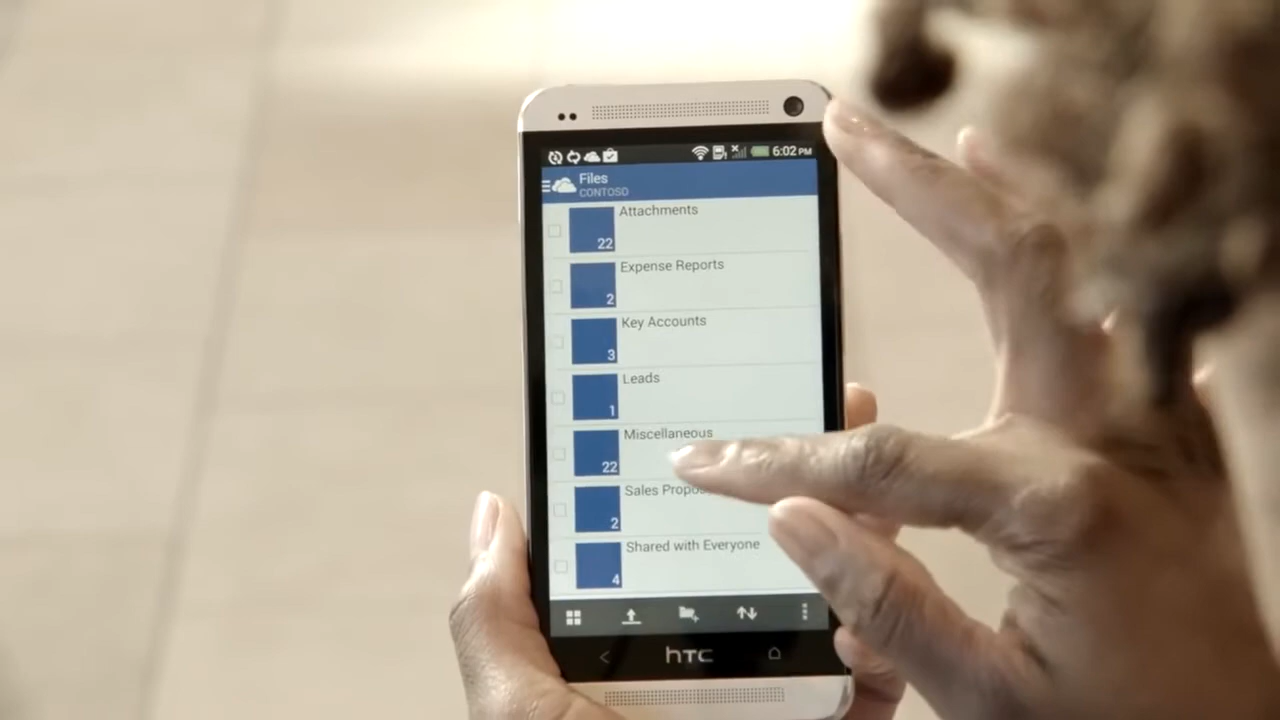 6:02 PM
Files
CONTOSO
Attachments
22
Expense Reports
2
Key Accounts
3
Leads
1
Miscellaneous
22
Sales
2
Shared with Everyone
4
hTC